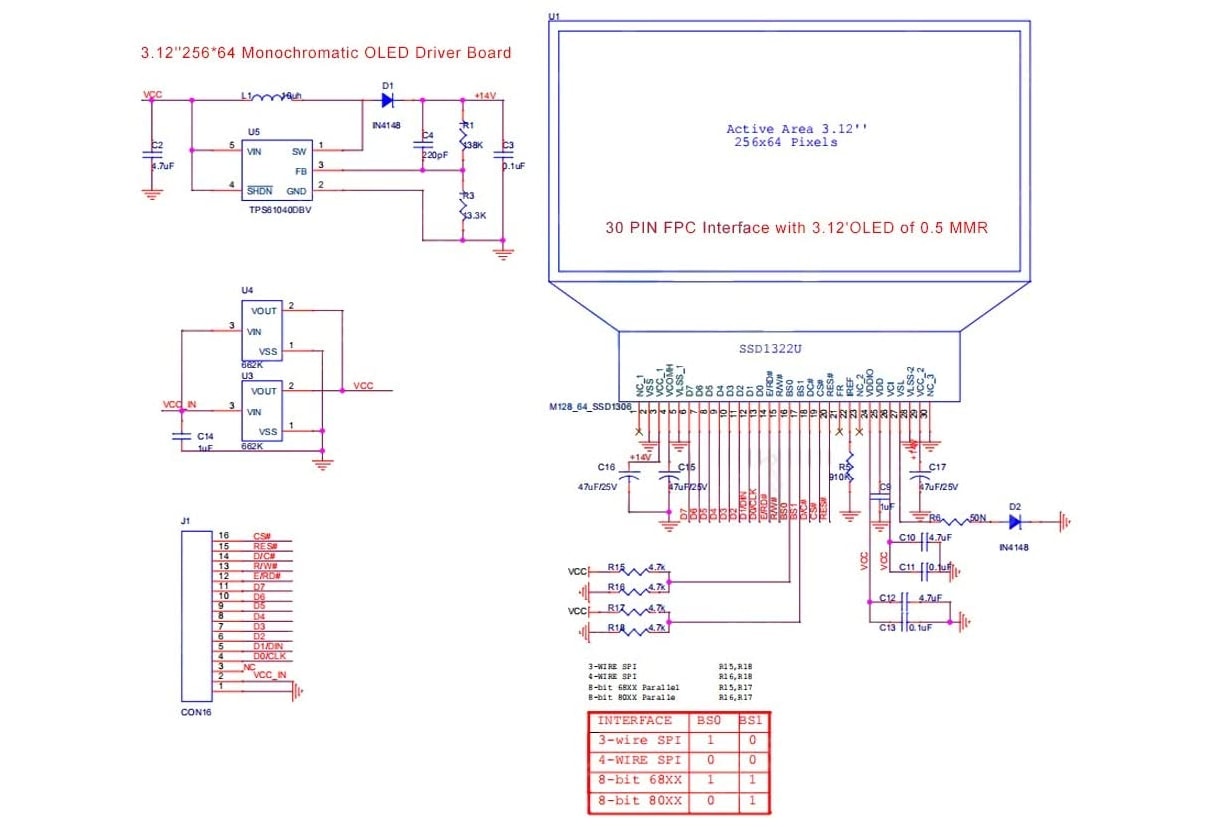 3.12''256*64 Monochromatic OLED Driver Board
VCC
L1
10uh
D1
IN4148
+14V
C2
4.7uF
U5
5 VIN SW 1
FB 3
4 SHDN GND 2
TPS61040DBV
C4
220pF
R1
138K
R3
13.3K
C3
0.1uF
U4
VOUT 2
3 VIN
VSS 1
662K
U3
VOUT 2
3 VIN
VSS 1
662K
VCC
VCC_IN
C14
1uF
J1
16 CS#
15 RES#
14 D/C#
13 R/W#
12 E/RD#
11 D7
10 D6
9 D5
8 D4
7 D3
6 D2
5 D1/DIN
4 D0/CLK
3 NC
2 VCC_IN
1
CON16
U1
Active Area 3.12''
256x64 Pixels
30 PIN FPC Interface with 3.12'OLED of 0.5 MMR
SSD1322U
NC_1 VSS VCC_1 VCOMH VLSS_1 D7 D6 D5 D4 D3 D2 D1 D0 E/RD# R/W# BS0 BS1 DC# CS# RES# FR IREF NC_2 VDDIO VDD VCI VSL VLSS-2 VCC_2 NC_3
M128_64_SSD1306
1 2 3 4 5 6 7 8 9 10 11 12 13 14 15 16 17 18 19 20 21 22 23 24 25 26 27 28 29 30
+14V
+14V
C16
47uF/25V
C15
47uF/25V
D7 D6 D5 D4 D3 D2 D1/DIN D0/CLK E/RD# R/W# BS0 BS1 D/C# CS# RES#
R5
910K
C9
1uF
C17
47uF/25V
R6
50N
D2
IN4148
VCC
VCC
C10 4.7uF
C11 0.1uF
C12 4.7uF
C13 0.1uF
VCC R15 4.7k
R16 4.7k
VCC R17 4.7k
R18 4.7k
3-WIRE SPI R15,R18
4-WIRE SPI R16,R18
8-bit 68XX Parallel R15,R17
8-bit 80XX Paralle R16,R17
INTERFACE BS0 BS1
3-wire SPI 1 0
4-WIRE SPI 0 0
8-bit 68XX 1 1
8-bit 80XX 0 1